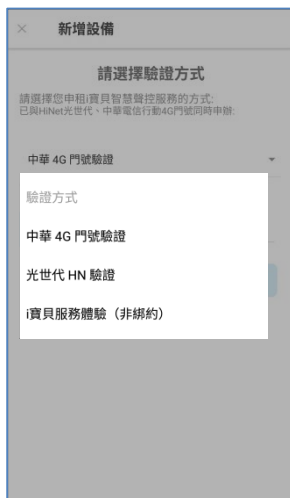 × 新增設備
請選擇驗證方式
請選擇您申租i寶貝智慧聲控服務的方式:
已與HiNet光世代、中華電信行動4G門號同時申辦:
中華 4G 門號驗證
驗證方式
中華 4G 門號驗證
光世代 HN 驗證
i寶貝服務體驗（非綁約）